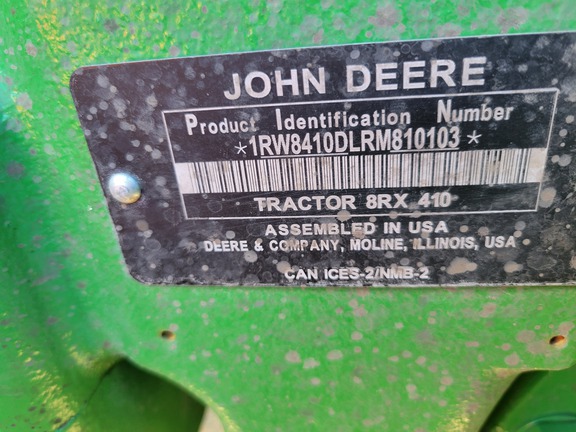 JOHN DEERE
Product Identification Number
*1RW8410DLRM810103*
TRACTOR 8RX 410
ASSEMBLED IN USA
DEERE & COMPANY, MOLINE, ILLINOIS, USA
CAN ICES-2/NMB-2